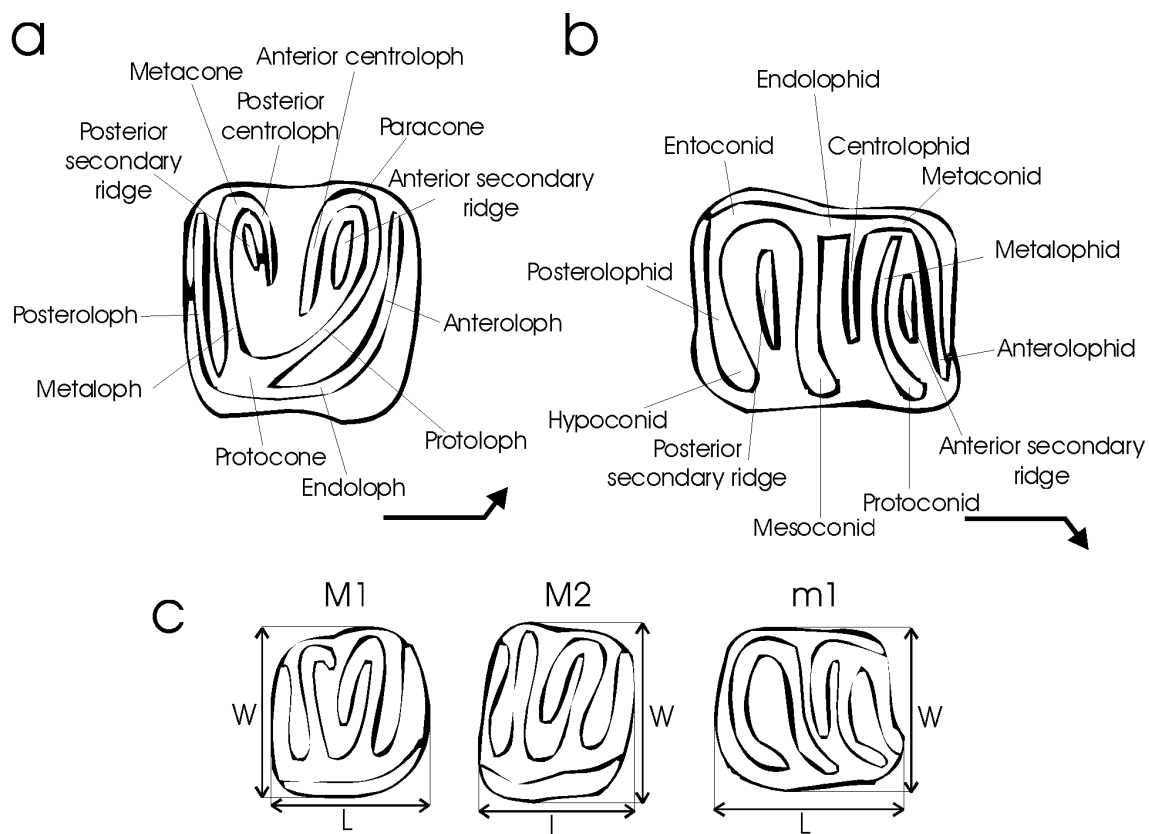 a
Anterior centroloph
Metacone
Posterior
centroloph
Paracone
Posterior
secondary
ridge
Anterior secondary
ridge
Posteroloph
Anteroloph
Metaloph
Protoloph
Protocone
Endoloph
b
Endolophid
Entoconid
Centrolophid
Metaconid
Metalophid
Posterolophid
Anterolophid
Hypoconid
Posterior
secondary ridge
Anterior secondary
ridge
Protoconid
Mesoconid
c
M1
M2
m1
W
W
W
L
L
L